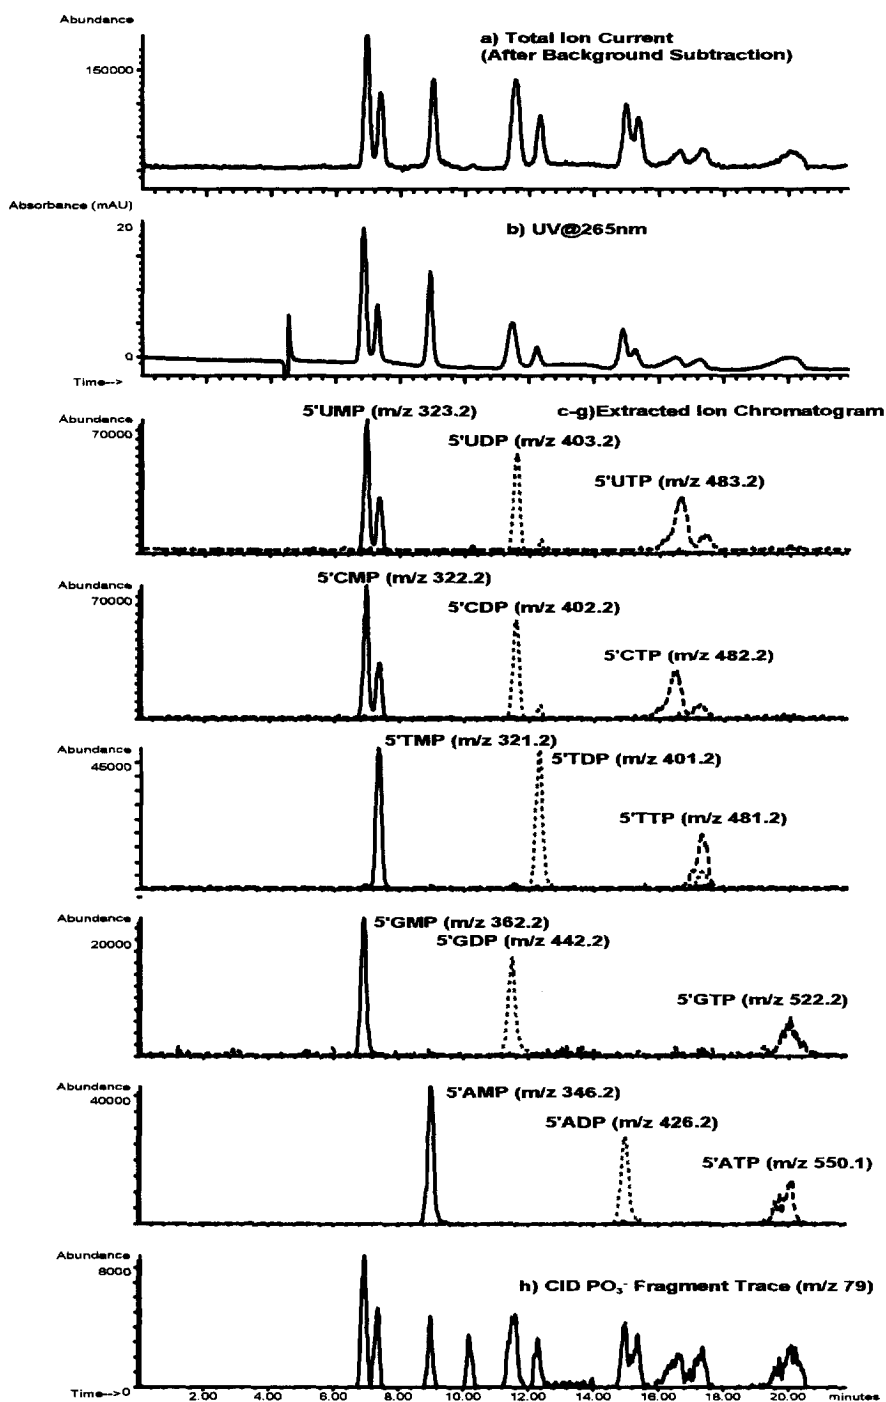 Abundance
a) Total Ion Current
(After Background Subtraction)
150000
Absorbance (mAU)
20
b) UV@265nm
10
0
Time-->
5'UMP (m/z 323.2)
c-g)Extracted Ion Chromatogram
Abundance
70000
5'UDP (m/z 403.2)
5'UTP (m/z 483.2)
5'CMP (m/z 322.2)
Abundance
70000
5'CDP (m/z 402.2)
5'CTP (m/z 482.2)
5'TMP (m/z 321.2)
Abundance
45000
5'TDP (m/z 401.2)
5'TTP (m/z 481.2)
Abundance
5'GMP (m/z 362.2)
20000
5'GDP (m/z 442.2)
5'GTP (m/z 522.2)
Abundance
40000
5'AMP (m/z 346.2)
5'ADP (m/z 426.2)
5'ATP (m/z 550.1)
Abundance
8000
h) CID PO₃⁻ Fragment Trace (m/z 79)
Time-->0 2.00 4.00 6.00 8.00 10.00 12.00 14.00 16.00 18.00 20.00 minutes